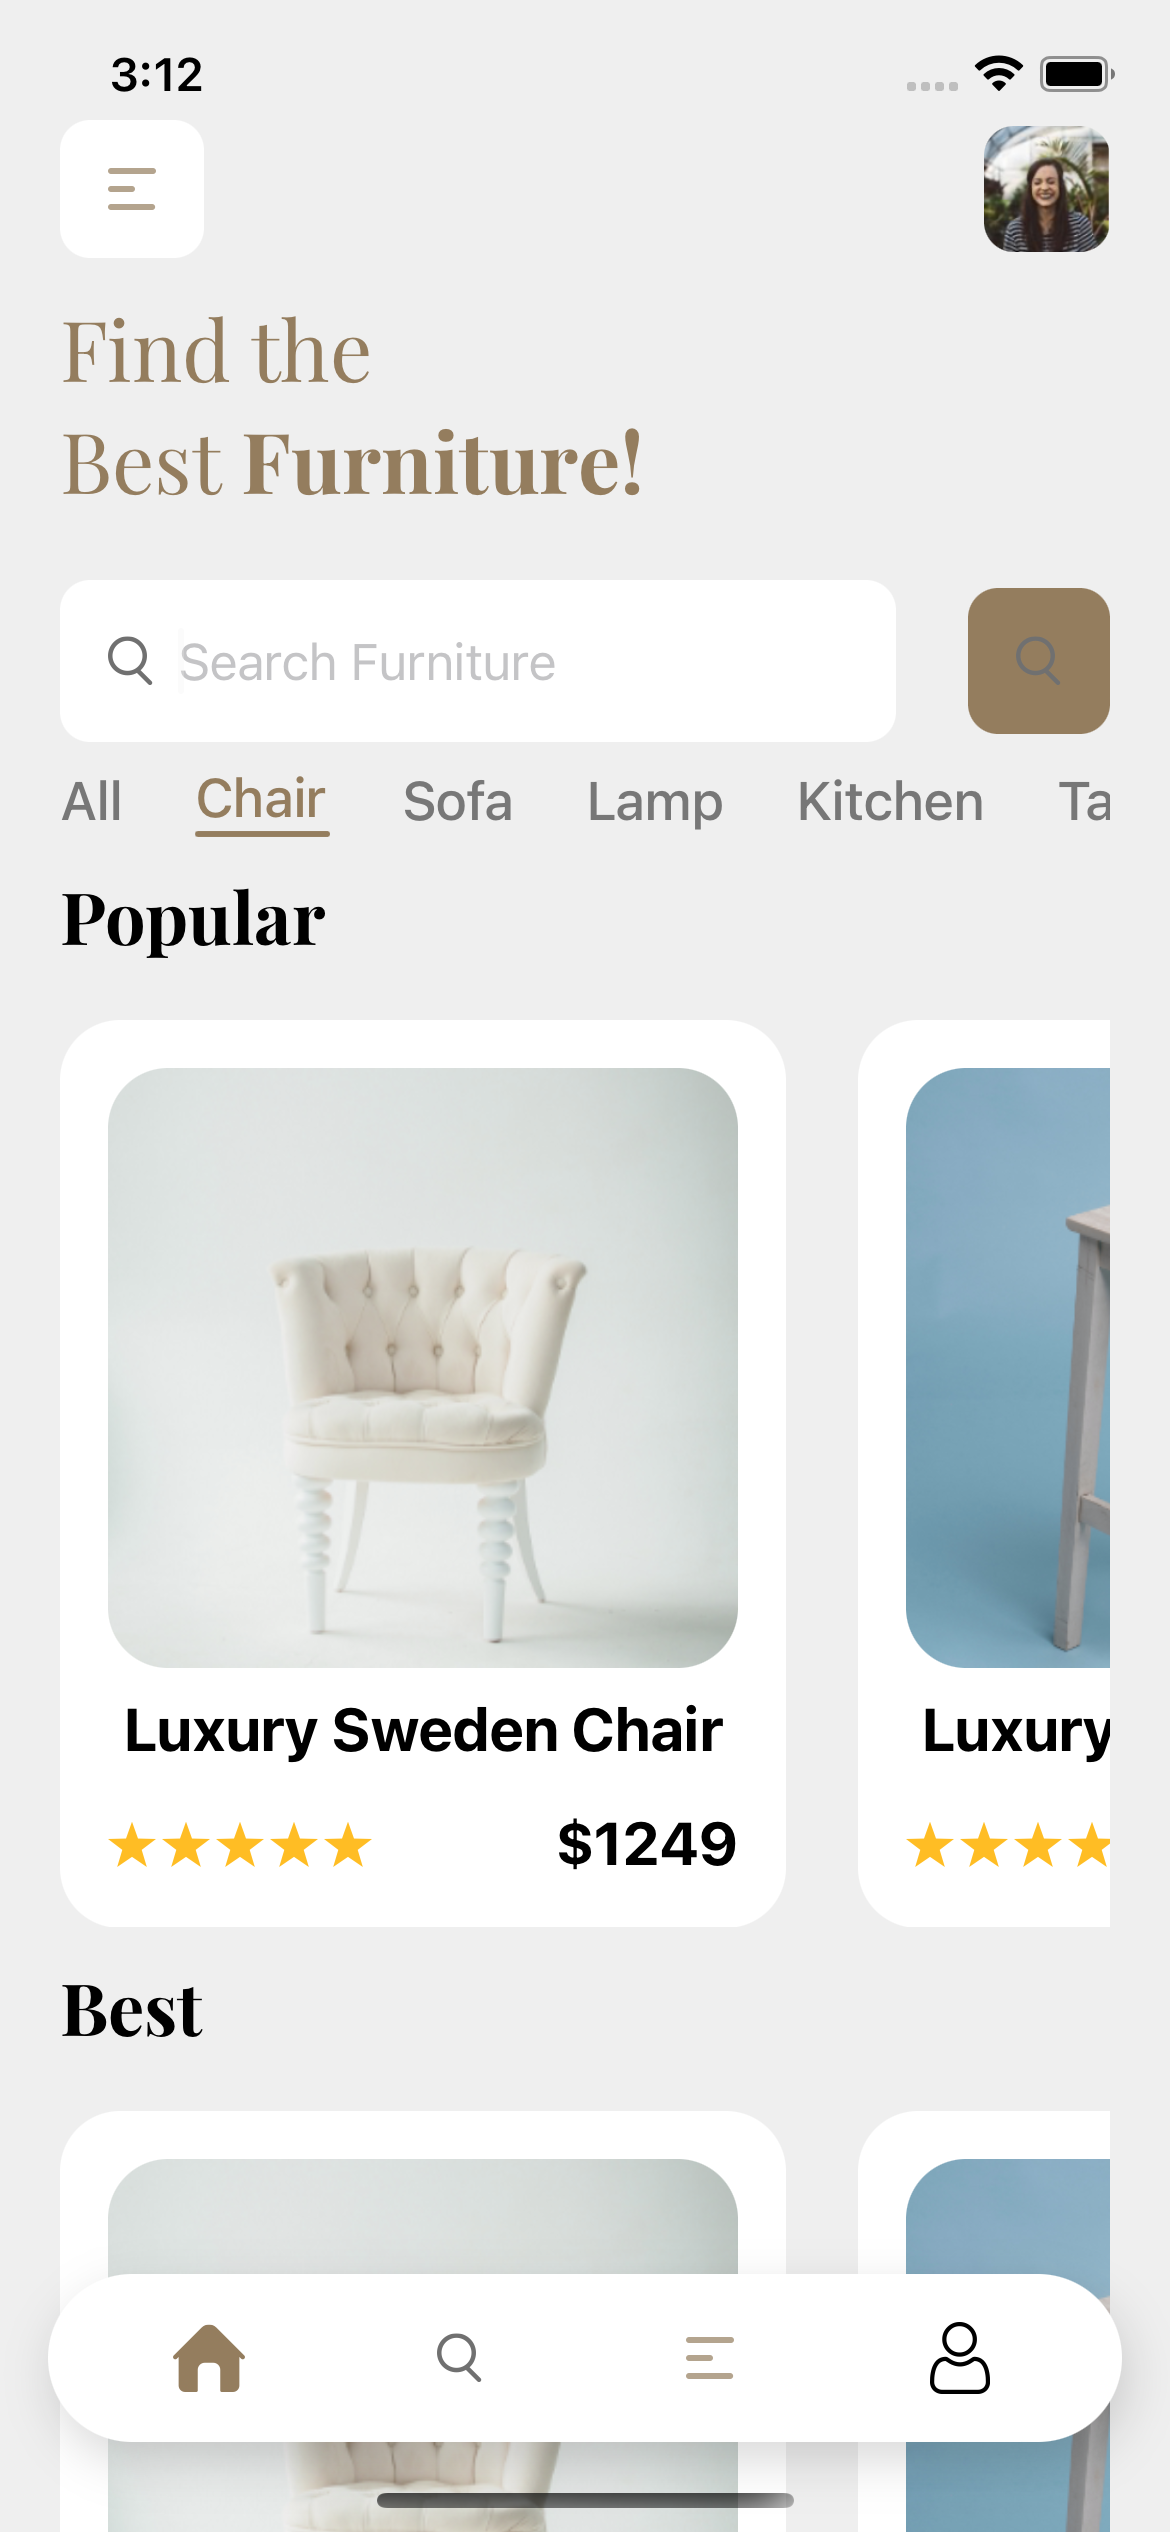 3:12
Find the
Best Furniture!
Search Furniture
All Chair Sofa Lamp Kitchen Ta
Popular
Luxury Sweden Chair Luxury
$1249
Best